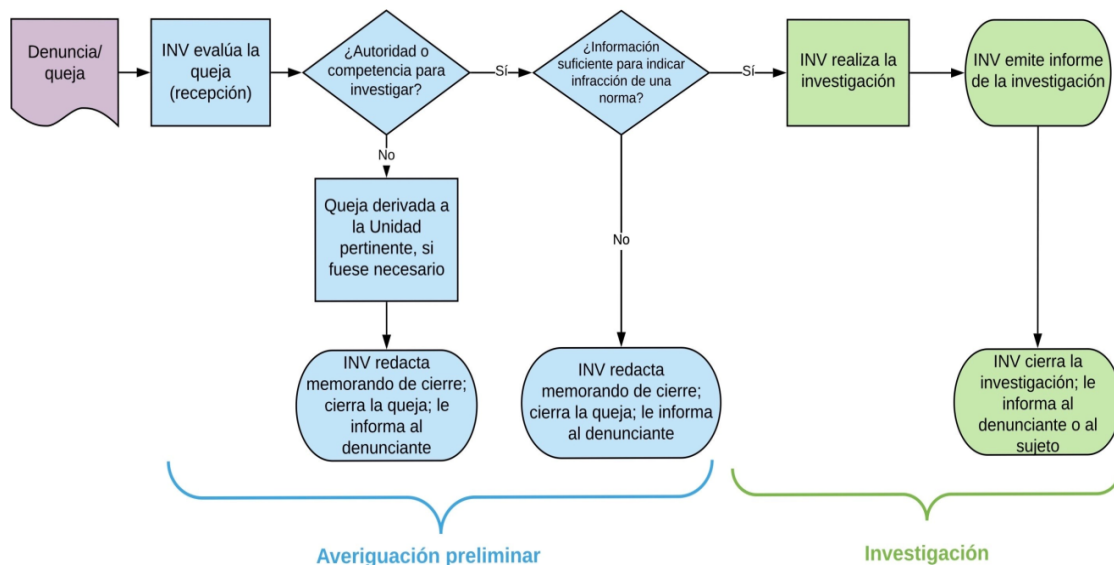 Denuncia/
queja
INV evalúa la
queja
(recepción)
¿Autoridad o
competencia para
investigar?
Sí
¿Información
suficiente para indicar
infracción de una
norma?
Sí
INV realiza la
investigación
INV emite informe
de la investigación
No
Queja derivada a
la Unidad
pertinente, si
fuese necesario
No
INV redacta
memorando de cierre;
cierra la queja; le
informa al
denunciante
INV redacta
memorando de cierre;
cierra la queja; le informa
al denunciante
INV cierra la
investigación; le
informa al
denunciante o al
sujeto
Averiguación preliminar
Investigación